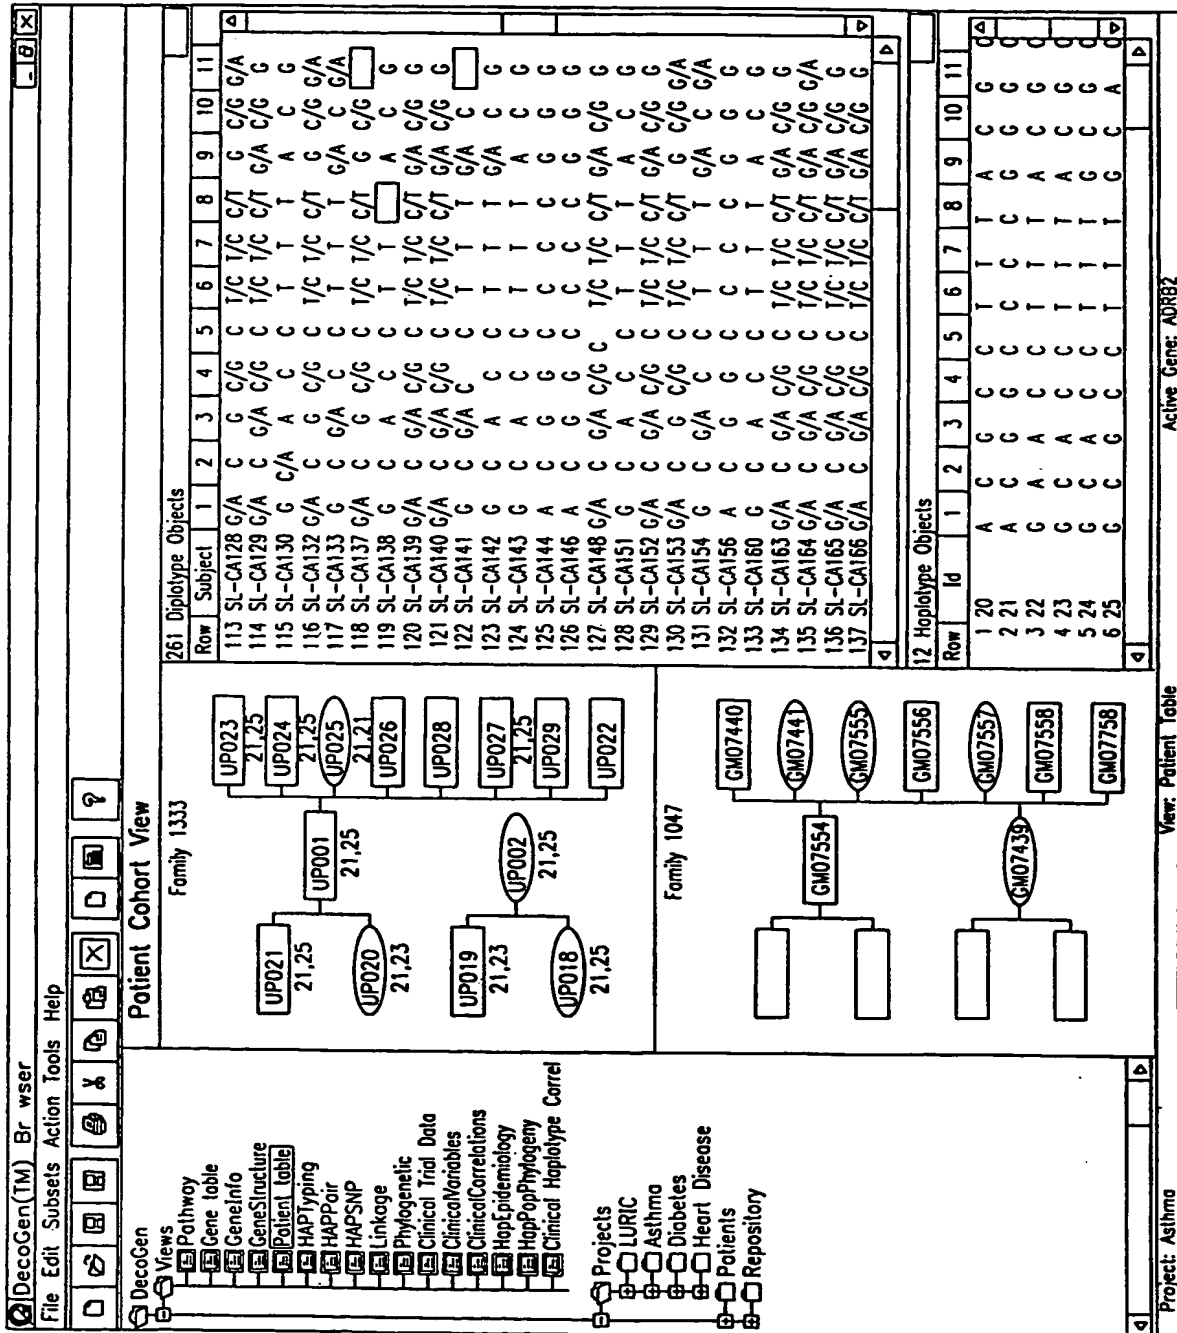 DecoGen(TM) Br wser
File Edit Subsets Action Tools Help
DecoGen
Views
Pathway
Gene table
GeneInfo
GeneStructure
Patient table
HAPTyping
HAPPair
HAPSNP
Linkage
Phylogenetic
Clinical Trial Data
ClinicalVariables
ClinicalCorrelations
HapEpidemiology
HapPopPhylogeny
Clinical Haplotype Correl
Projects
LURIC
Asthma
Diabetes
Heart Disease
Patients
Repository
Patient Cohort View
Family 1333
UP021
21,25
UP020
21,23
UP019
21,23
UP018
21,25
UP001
21,25
UP002
21,25
UP023
21,25
UP024
21,25
UP025
21,21
UP026
UP028
UP027
21,25
UP029
UP022
Family 1047
GM07554
GM07439
GM07440
GM07441
GM07555
GM07556
GM07557
GM07558
GM07758
261 Diplotype Objects
Row Subject 1 2 3 4 5 6 7 8 9 10 11
113 SL-CA128 G/A C G C/G C T/C T/C C/T G C/G G/A
114 SL-CA129 G/A C G/A C/G C T/C T/C C/T G/A C/G G
115 SL-CA130 G C/A A C C T T T A C G
116 SL-CA132 G/A C G C/G C T/C T/C C/T G C/G G/A
117 SL-CA133 G C G/A C C T T T G/A C G/A
118 SL-CA137 G/A C G C/G C T/C T/C C/T G C/G
119 SL-CA138 G C A C C T T A C G
120 SL-CA139 G/A C G/A C/G C T/C T/C C/T G/A C/G G
121 SL-CA140 G/A C G/A C/G C T/C T/C C/T G/A C/G G
122 SL-CA141 G C G/A C C T T T G/A C
123 SL-CA142 G C A C C T T T G/A C G
124 SL-CA143 G C A C C T T T A C G
125 SL-CA144 A C G G C C C C G G G
126 SL-CA146 A C G G C C C C G G G
127 SL-CA148 G/A C G/A C/G C T/C T/C C/T G/A C/G G
128 SL-CA151 G C A C C T T T A C G
129 SL-CA152 G/A C G/A C/G C T/C T/C C/T G/A C/G G
130 SL-CA153 G/A C G C/G C T/C T/C C/T G C/G G/A
131 SL-CA154 G C G/A C C T T T G/A C G/A
132 SL-CA156 A C G G C C C C G G G
133 SL-CA160 G C A C C T T T A C G
134 SL-CA163 G/A C G/A C/G C T/C T/C C/T G/A C/G G
135 SL-CA164 G/A C G/A C/G C T/C T/C C/T G/A C/G G/A
136 SL-CA165 G/A C G/A C/G C T/C T/C C/T G/A C/G G
137 SL-CA166 G/A C G/A C/G C T/C T/C C/T G/A C/G G
12 Haplotype Objects
Row Id 1 2 3 4 5 6 7 8 9 10 11
1 20 A C G C C T T T A C G
2 21 A C G G C C C C G G G
3 22 G A A C C T T T A C G
4 23 G C A C C T T T A C G
5 24 G C A C C T T T G G G
6 25 G C G C C T T T G C A
Project: Asthma View: Patient Table Active Gene: ADRB2